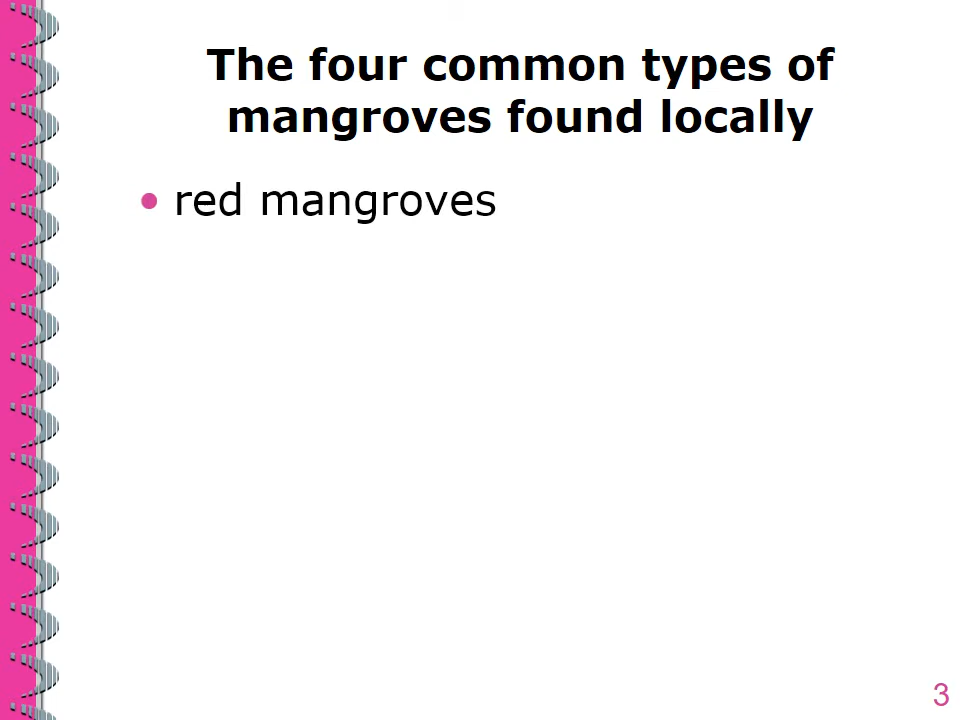 The four common types of
mangroves found locally
• red mangroves
3